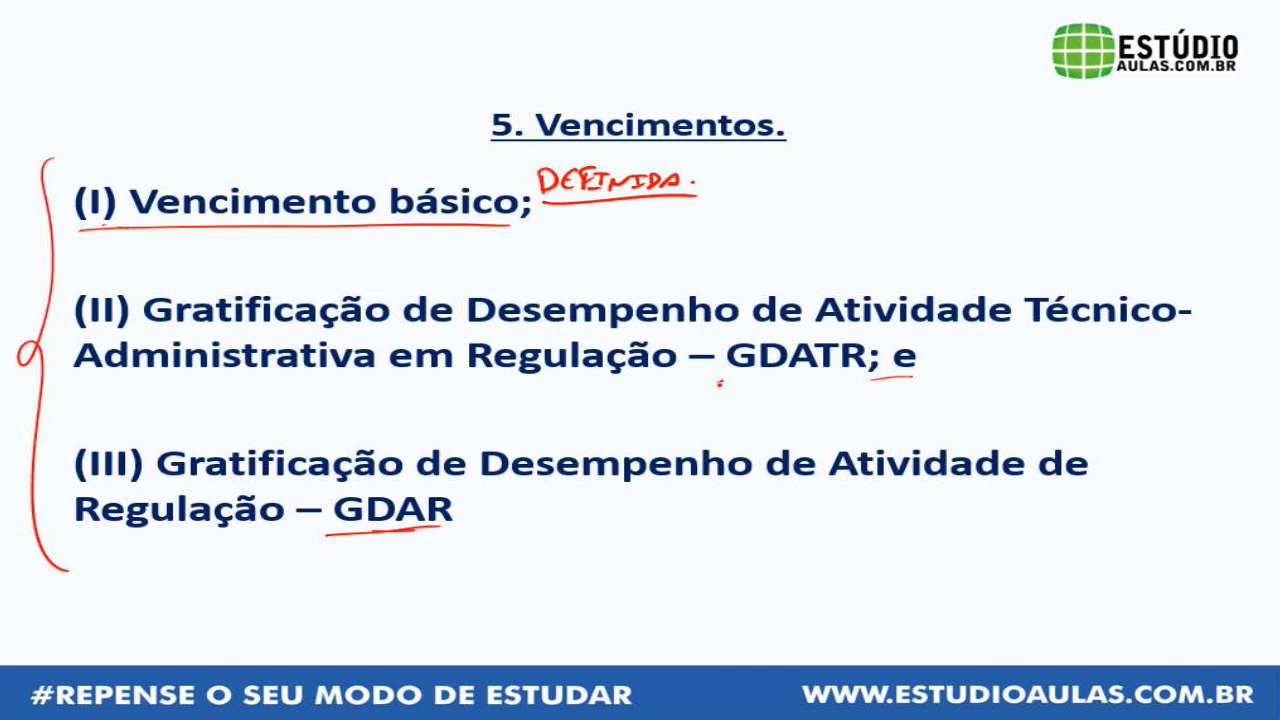 ESTÚDIO
AULAS.COM.BR
5. Vencimentos.
(I) Vencimento básico; DEFINIDA.
(II) Gratificação de Desempenho de Atividade Técnico-
Administrativa em Regulação – GDATR; e
(III) Gratificação de Desempenho de Atividade de
Regulação – GDAR
#REPENSE O SEU MODO DE ESTUDAR
WWW.ESTUDIOAULAS.COM.BR